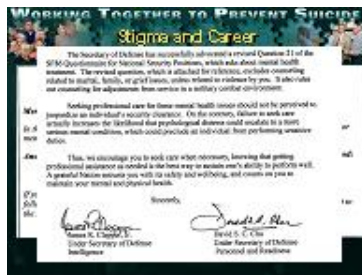 WORKING TOGETHER TO PREVENT SUICIDE
Stigma and Career
The Secretary of Defense has successfully advocated a revised Question 21 of the
Questionnaire for National Security Positions, which asks about mental health
treatment. The revised question, which is attached for reference, excludes counseling
related to marital, family, or grief issues, unless related to violence by you. It also rules
out counseling for adjustments from service in a military combat environment.
Seeking professional care for these mental health issues should not be perceived to
jeopardize an individual's security clearance. On the contrary, failure to seek care
actually increases the likelihood that psychological distress could escalate to a more
serious mental condition, which could preclude an individual from performing sensitive
duties.
Thus, we encourage you to seek care when necessary, knowing that getting
professional assistance as needed is the best way to sustain one's ability to perform well.
A grateful Nation entrusts you with its safety and wellbeing, and counts on you to
maintain your mental and physical health.
Sincerely,
James R. Clapper, Jr.
David S. C. Chu
Under Secretary of Defense
Under Secretary of Defense
Intelligence
Personnel and Readiness